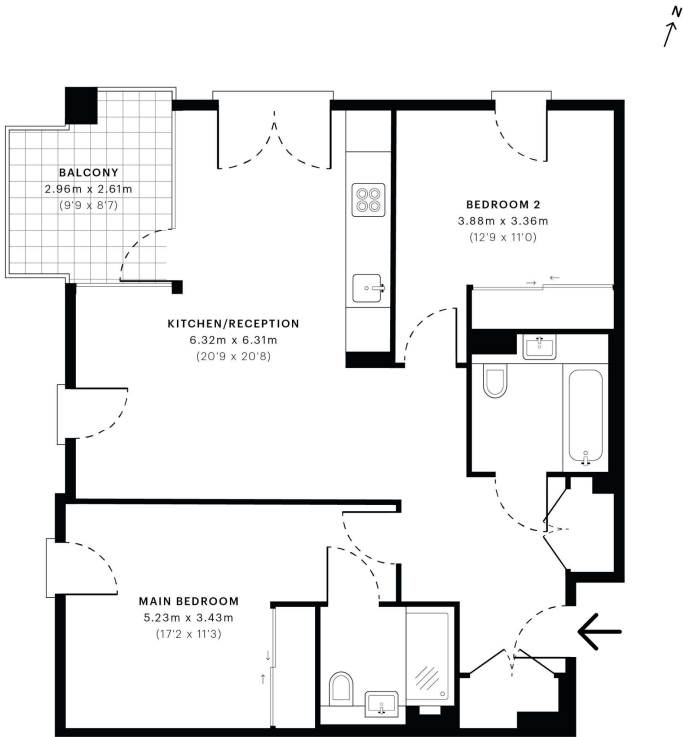 N
BALCONY
2.96m x 2.61m
(9'9 x 8'7)
BEDROOM 2
3.88m x 3.36m
(12'9 x 11'0)
KITCHEN/RECEPTION
6.32m x 6.31m
(20'9 x 20'8)
MAIN BEDROOM
5.23m x 3.43m
(17'2 x 11'3)